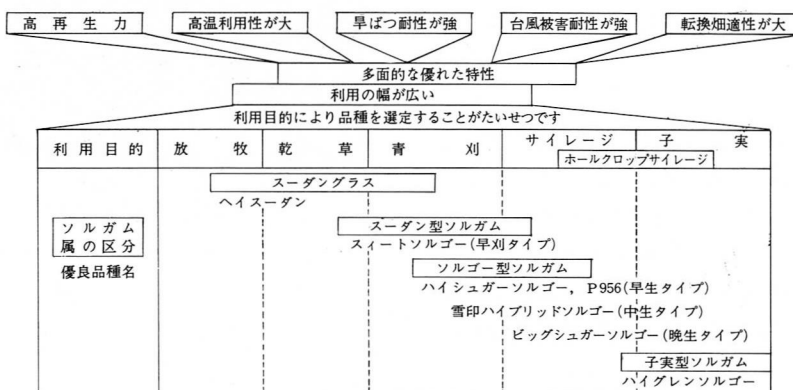 高再生力 高温利用性が大 旱ばつ耐性が強 台風被害耐性が強 転換畑適性が大
多面的な優れた特性
利用の幅が広い
利用目的により品種を選定することがたいせつです
利用目的 放牧 乾草 青刈 サイレージ 子実
ホールクロップサイレージ
スーダングラス
ヘイスーダン
ソルガム属の区分
スーダン型ソルガム
スィートソルゴー(早刈タイプ)
優良品種名
ソルゴー型ソルガム
ハイシュガーソルゴー, P956(早生タイプ)
雪印ハイブリッドソルゴー(中生タイプ)
ビッグシュガーソルゴー(晩生タイプ)
子実型ソルガム
ハイグレンソルゴー